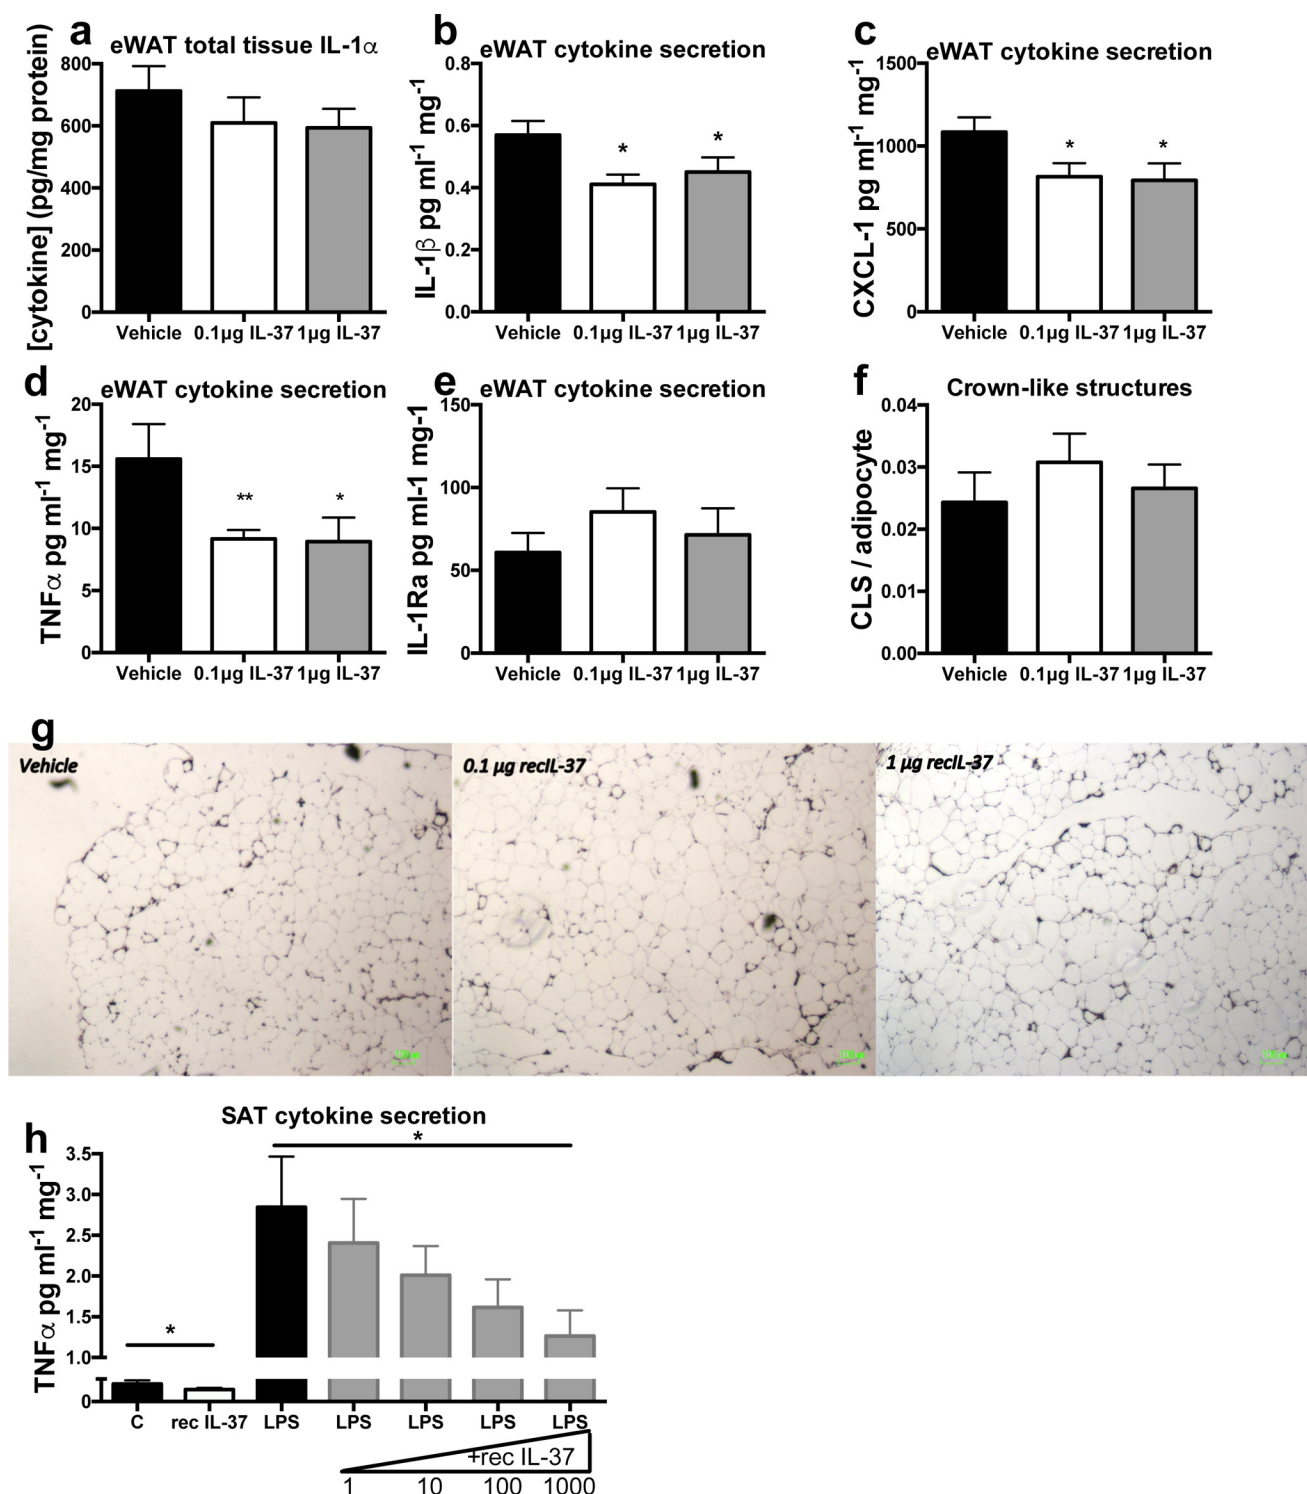 a
eWAT total tissue IL-1α
[cytokine] (pg/mg protein)
800
600
400
200
0
Vehicle 0.1µg IL-37 1µg IL-37
b
eWAT cytokine secretion
IL-1β pg ml-1 mg-1
0.8
0.6
0.4
0.2
0.0
*
*
Vehicle 0.1µg IL-37 1µg IL-37
c
eWAT cytokine secretion
CXCL-1 pg ml-1 mg-1
1500
1000
500
0
*
*
Vehicle 0.1µg IL-37 1µg IL-37
d
eWAT cytokine secretion
TNFα pg ml-1 mg-1
20
15
10
5
0
**
*
Vehicle 0.1µg IL-37 1µg IL-37
e
eWAT cytokine secretion
IL-1Ra pg ml-1 mg-1
150
100
50
0
Vehicle 0.1µg IL-37 1µg IL-37
f
Crown-like structures
CLS / adipocyte
0.04
0.03
0.02
0.01
0.00
Vehicle 0.1µg IL-37 1µg IL-37
g
Vehicle
0.1 µg recIL-37
1 µg recIL-37
h
SAT cytokine secretion
TNFα pg ml-1 mg-1
3.5
3.0
2.5
2.0
1.5
1.0
0
*
*
C rec IL-37 LPS LPS LPS LPS LPS
+rec IL-37
1 10 100 1000